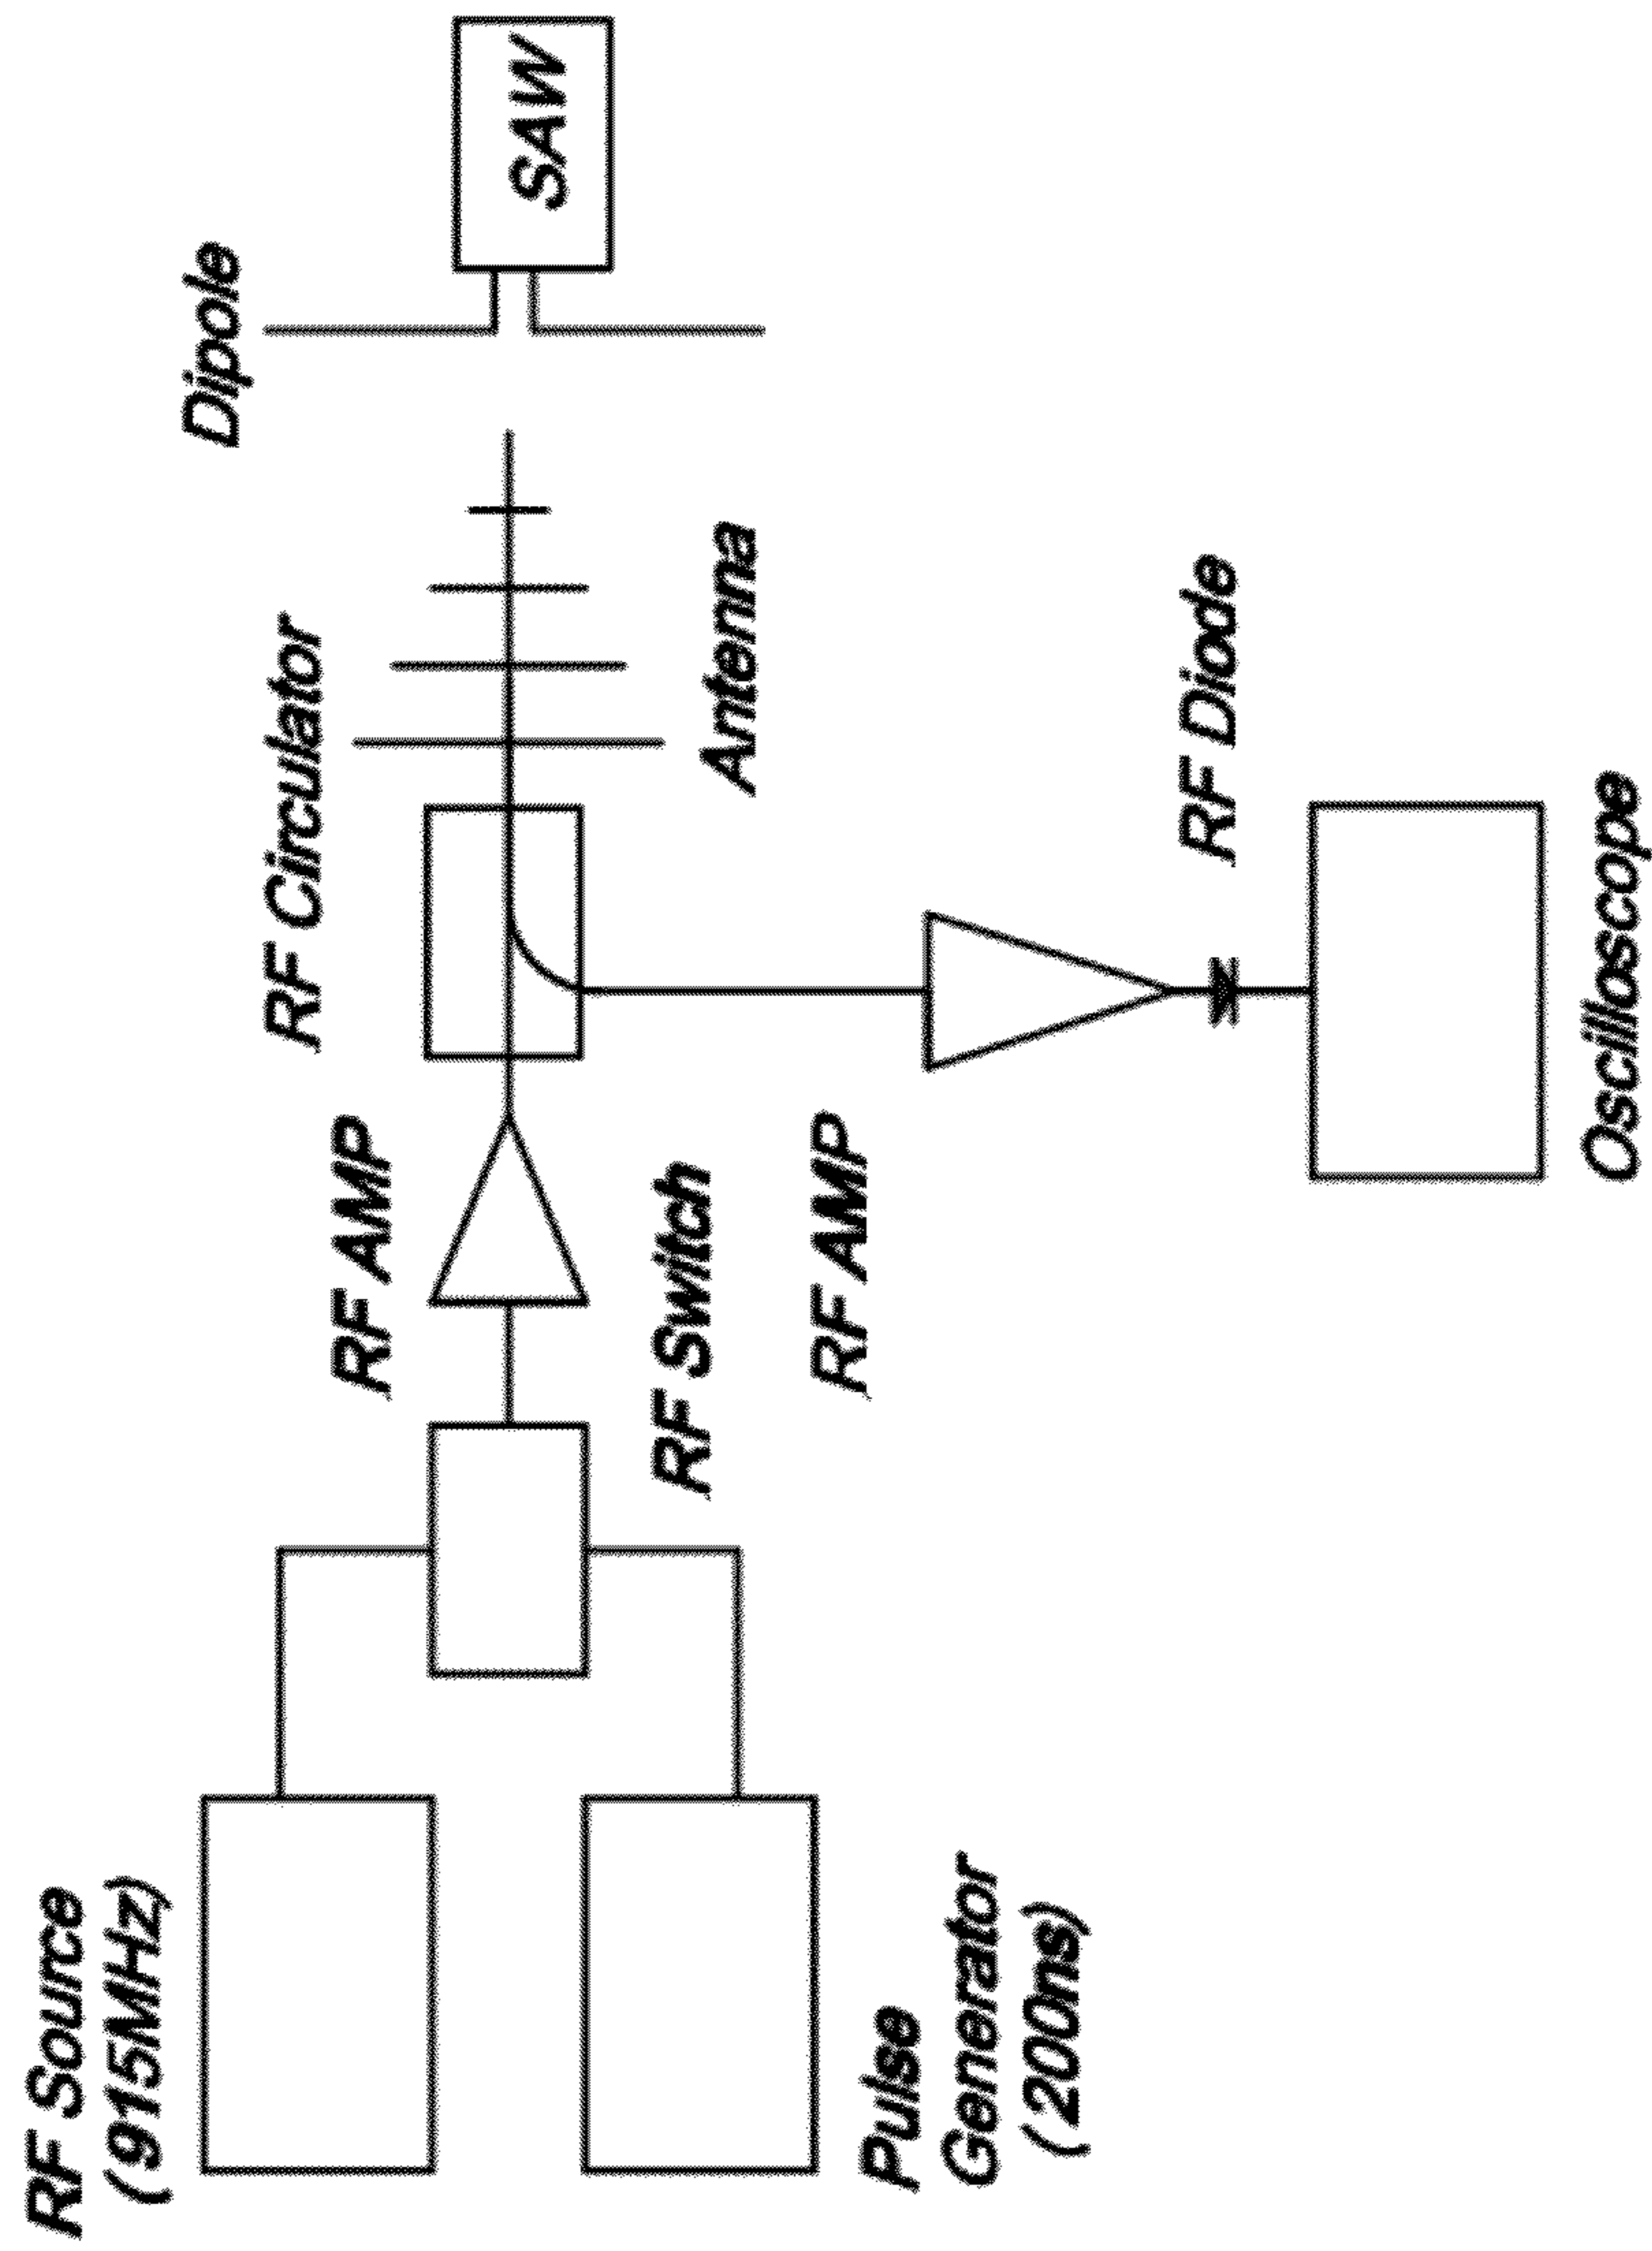 RF Source
(915MHz)
Pulse
Generator
(200ns)
RF Switch
RF AMP
RF AMP
RF Circulator
Antenna
Dipole
SAW
RF Diode
Oscilloscope